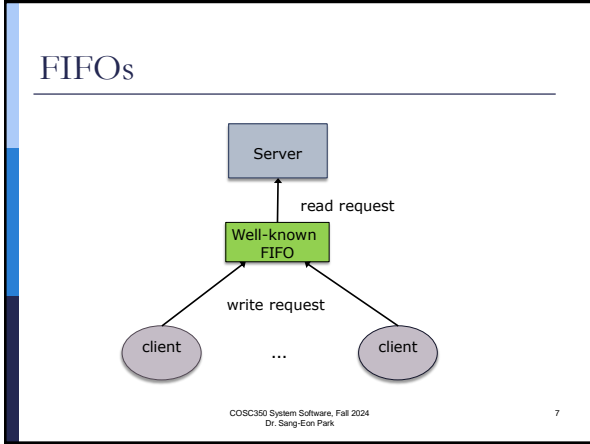 FIFOs
Server
read request
Well-known
FIFO
write request
client
...
client
COSC350 System Software, Fall 2024
Dr. Sang-Eon Park
7